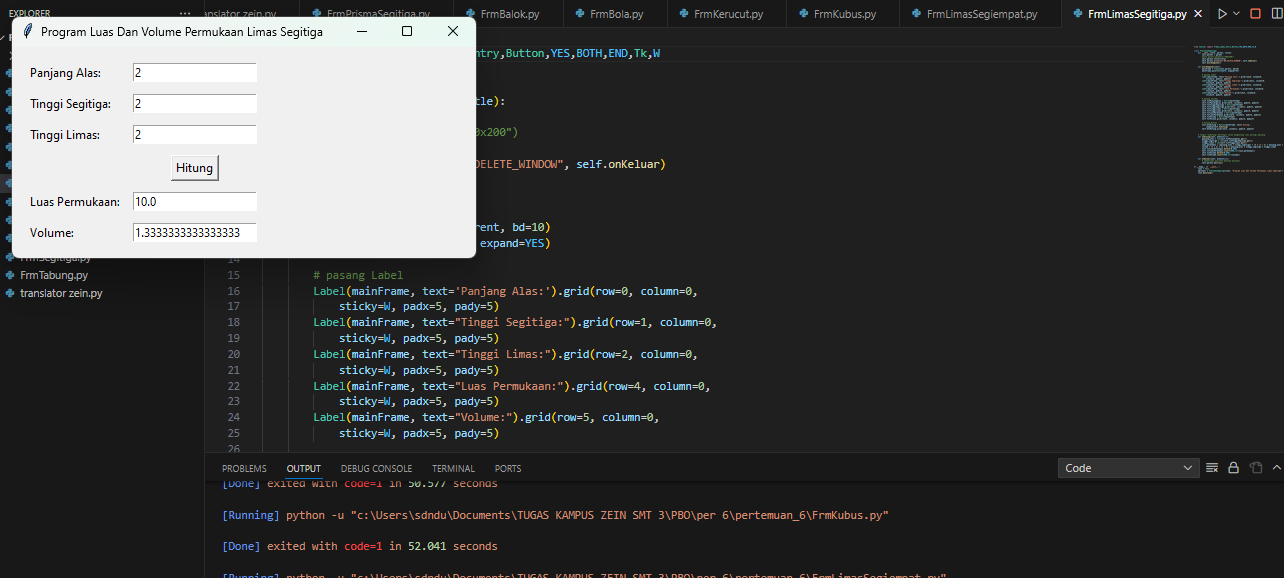 EXPLORER
···
translator zein.py
FrmPrismaSegitiga.py
FrmBalok.py
FrmBola.py
FrmKerucut.py
FrmKubus.py
FrmLimasSegiempat.py
FrmLimasSegitiga.py
Program Luas Dan Volume Permukaan Limas Segitiga
Panjang Alas:
2
Tinggi Segitiga:
2
Tinggi Limas:
2
Hitung
Luas Permukaan:
10.0
Volume:
1.3333333333333333
FrmSegitiga.py
FrmTabung.py
translator zein.py
ntry,Button,YES,BOTH,END,Tk,W
tle):
0x200")
DELETE_WINDOW", self.onKeluar)
rent, bd=10)
expand=YES)
14
15 # pasang Label
16 Label(mainFrame, text='Panjang Alas:').grid(row=0, column=0,
17 sticky=W, padx=5, pady=5)
18 Label(mainFrame, text="Tinggi Segitiga:").grid(row=1, column=0,
19 sticky=W, padx=5, pady=5)
20 Label(mainFrame, text="Tinggi Limas:").grid(row=2, column=0,
21 sticky=W, padx=5, pady=5)
22 Label(mainFrame, text="Luas Permukaan:").grid(row=4, column=0,
23 sticky=W, padx=5, pady=5)
24 Label(mainFrame, text="Volume:").grid(row=5, column=0,
25 sticky=W, padx=5, pady=5)
26
PROBLEMS
OUTPUT
DEBUG CONSOLE
TERMINAL
PORTS
Code
[Done] exited with code=1 in 50.577 seconds
[Running] python -u "c:\Users\sdndu\Documents\TUGAS KAMPUS ZEIN SMT 3\PBO\per 6\pertemuan_6\FrmKubus.py"
[Done] exited with code=1 in 52.041 seconds
[Running] python -u "c:\Users\sdndu\Documents\TUGAS KAMPUS ZEIN SMT 3\PBO\per 6\pertemuan_6\FrmLimasSegiempat.py"